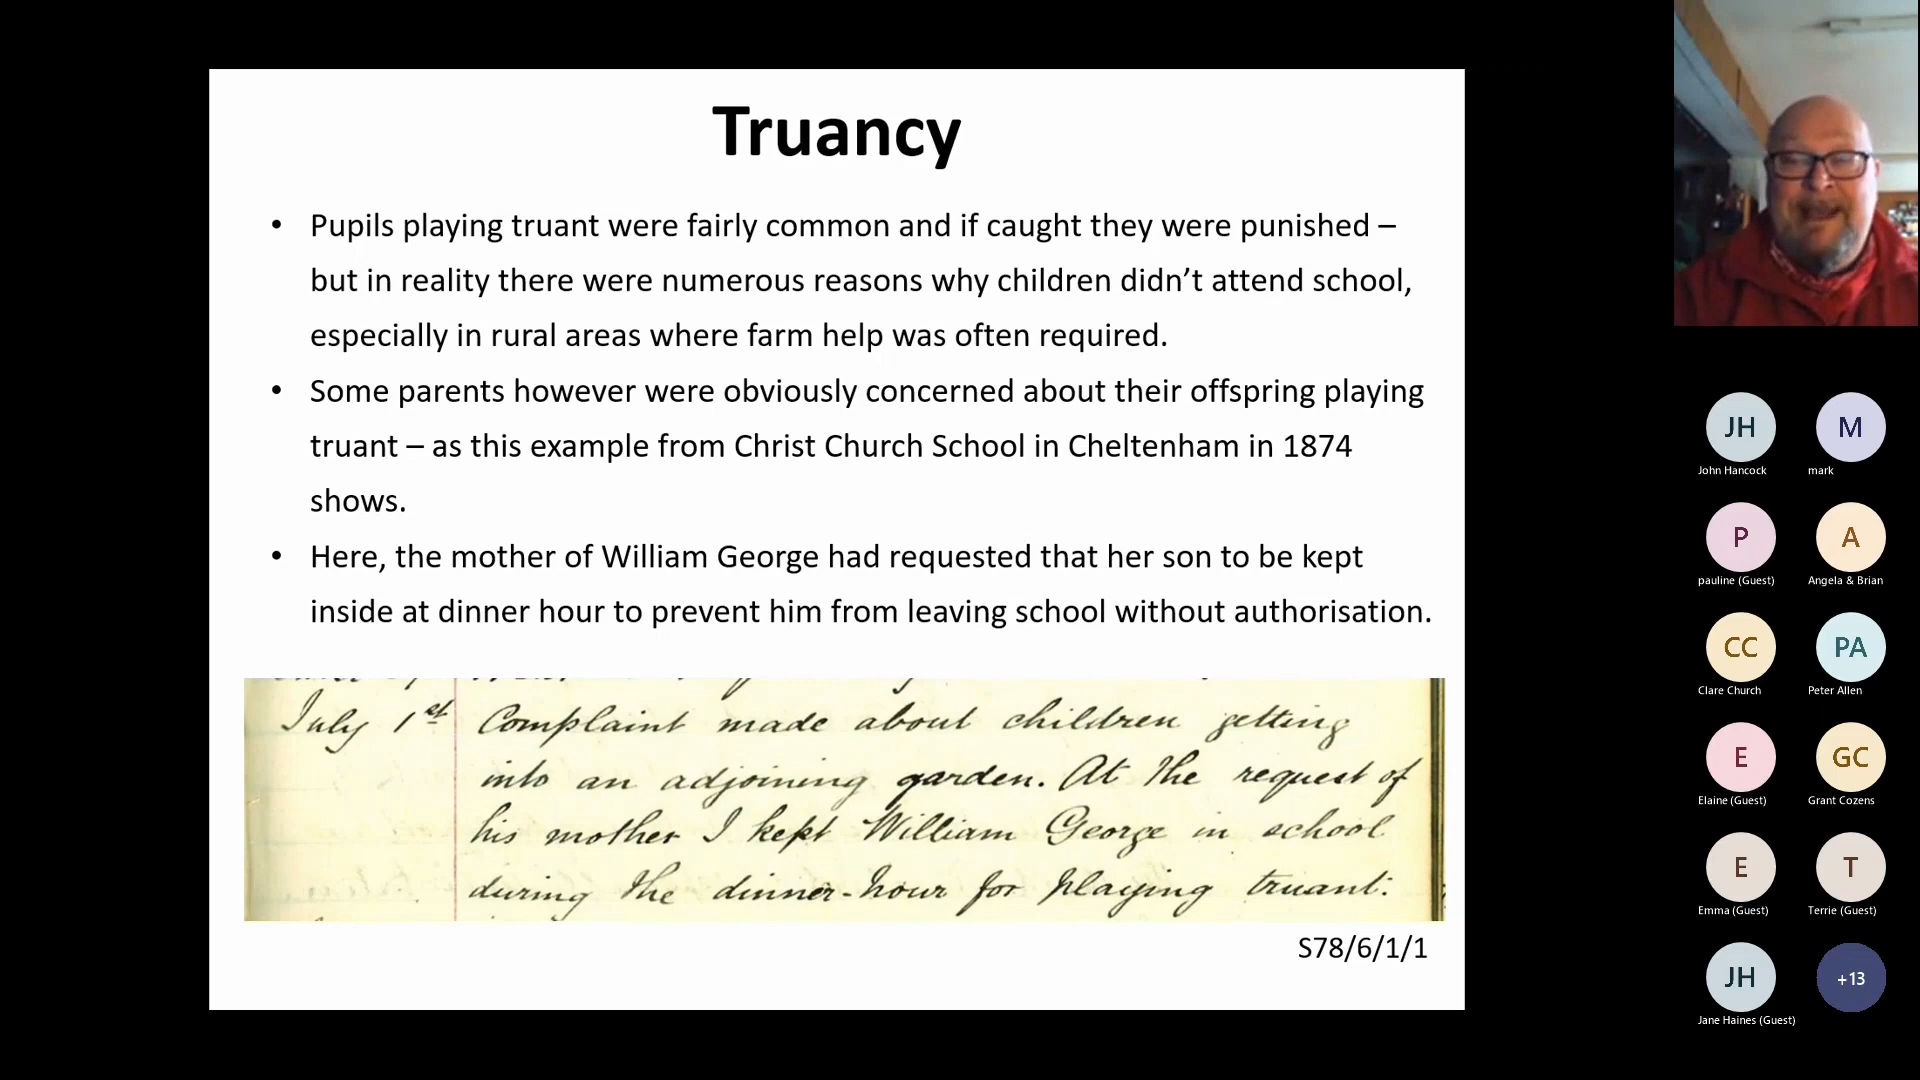 Truancy
• Pupils playing truant were fairly common and if caught they were punished –
but in reality there were numerous reasons why children didn’t attend school,
especially in rural areas where farm help was often required.
• Some parents however were obviously concerned about their offspring playing
truant – as this example from Christ Church School in Cheltenham in 1874
shows.
• Here, the mother of William George had requested that her son to be kept
inside at dinner hour to prevent him from leaving school without authorisation.
July 1st Complaint made about children getting
into an adjoining garden. At the request of
his mother I kept William George in school
during the dinner-hour for playing truant.
S78/6/1/1
JH M
John Hancock mark
P A
pauline (Guest) Angela & Brian
CC PA
Clare Church Peter Allen
E GC
Elaine (Guest) Grant Cozens
E T
Emma (Guest) Terrie (Guest)
JH +13
Jane Haines (Guest)